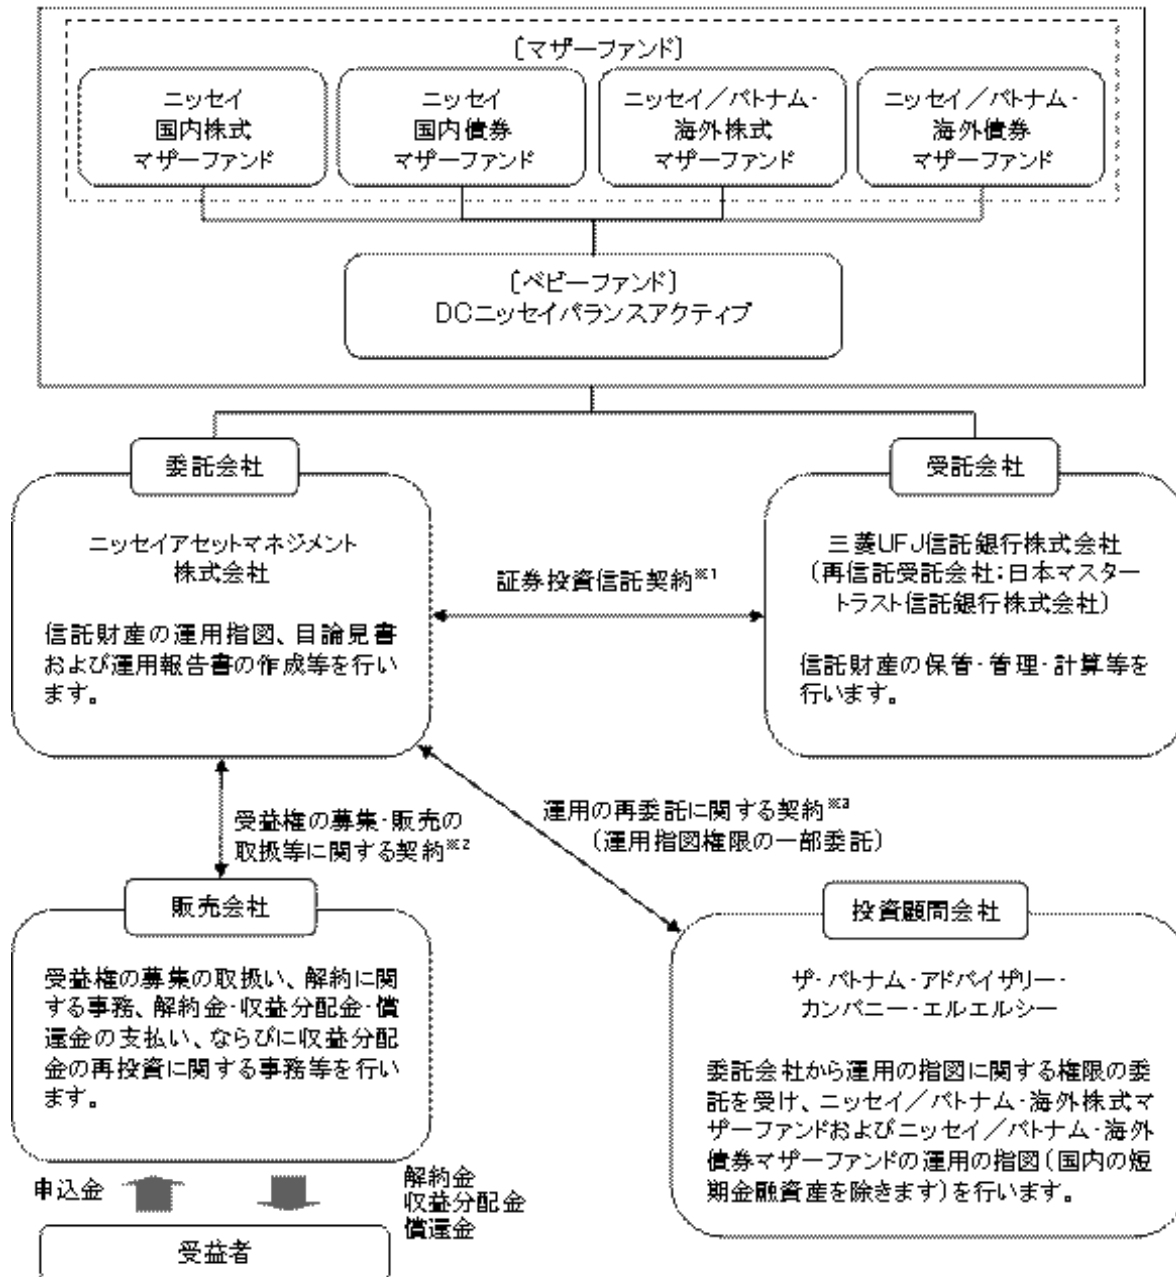 〔マザーファンド〕
ニッセイ
国内株式
マザーファンド
ニッセイ
国内債券
マザーファンド
ニッセイ／パトナム・
海外株式
マザーファンド
ニッセイ／パトナム・
海外債券
マザーファンド
〔ベビーファンド〕
DCニッセイバランスアクティブ
委託会社
ニッセイアセットマネジメント
株式会社
信託財産の運用指図、目論見書
および運用報告書の作成等を行い
ます。
証券投資信託契約※1
受託会社
三菱UFJ信託銀行株式会社
（再信託受託会社：日本マスター
トラスト信託銀行株式会社）
信託財産の保管・管理・計算等を
行います。
受益権の募集・販売の
取扱等に関する契約※2
運用の再委託に関する契約※3
（運用指図権限の一部委託）
販売会社
受益権の募集の取扱い、解約に関
する事務、解約金・収益分配金・償
還金の支払い、ならびに収益分配
金の再投資に関する事務等を行い
ます。
投資顧問会社
ザ・パトナム・アドバイザリー・
カンパニー・エルエルシー
委託会社から運用の指図に関する権限の委
託を受け、ニッセイ／パトナム・海外株式マ
ザーファンドおよびニッセイ／パトナム・海外
債券マザーファンドの運用の指図（国内の短
期金融資産を除きます）を行います。
申込金
解約金
収益分配金
償還金
受益者